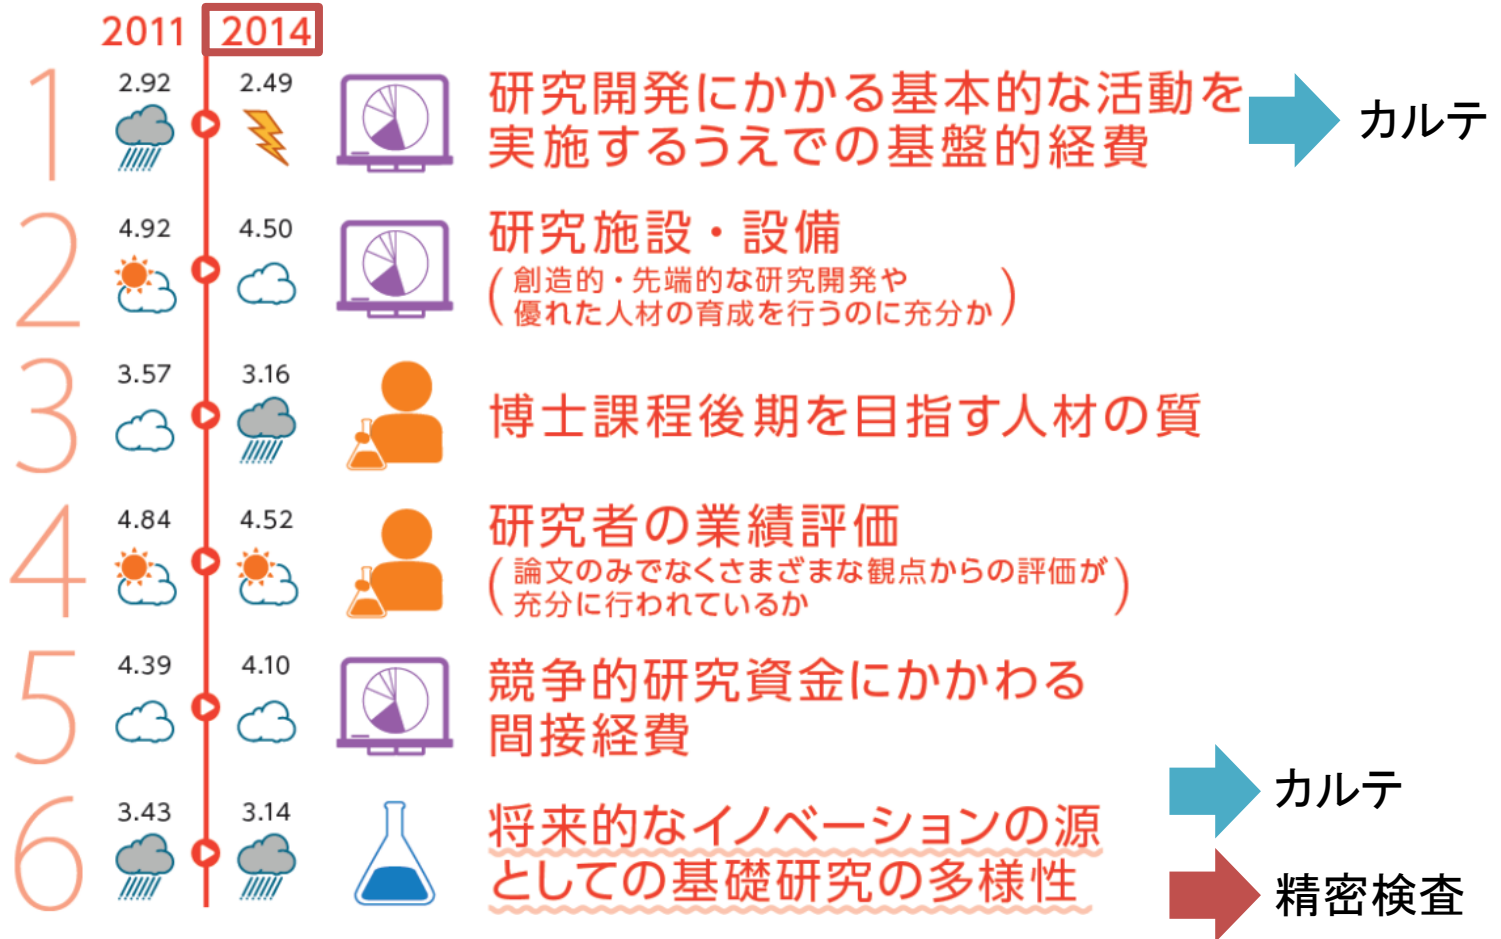 2011 2014
1
2.92 2.49
研究開発にかかる基本的な活動を
実施するうえでの基盤的経費
カルテ
2
4.92 4.50
研究施設・設備
(創造的・先端的な研究開発や
優れた人材の育成を行うのに充分か)
3
3.57 3.16
博士課程後期を目指す人材の質
4
4.84 4.52
研究者の業績評価
(論文のみでなくさまざまな観点からの評価が
充分に行われているか)
5
4.39 4.10
競争的研究資金にかかわる
間接経費
6
3.43 3.14
将来的なイノベーションの源
としての基礎研究の多様性
カルテ
精密検査